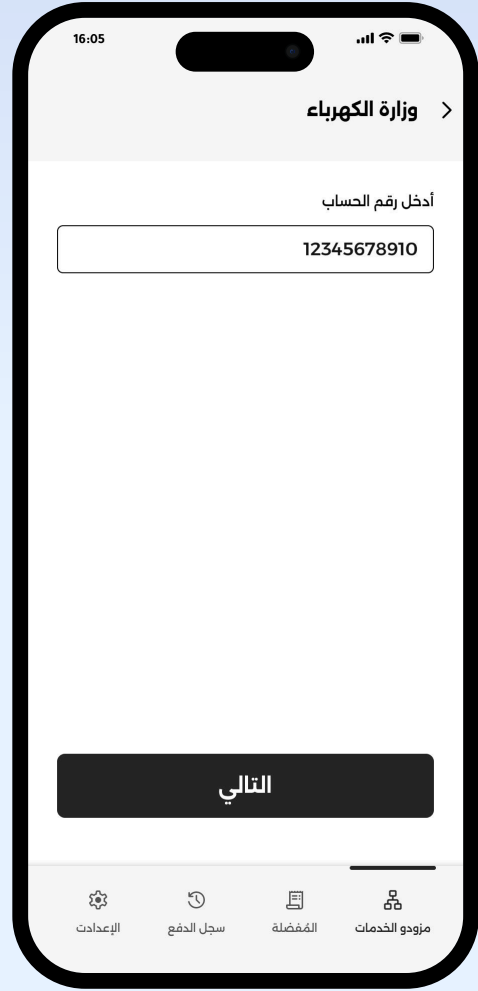 16:05
وزارة الكهرباء
أدخل رقم الحساب
12345678910
التالي
مزودو الخدمات
المُفضلة
سجل الدفع
الإعدادت